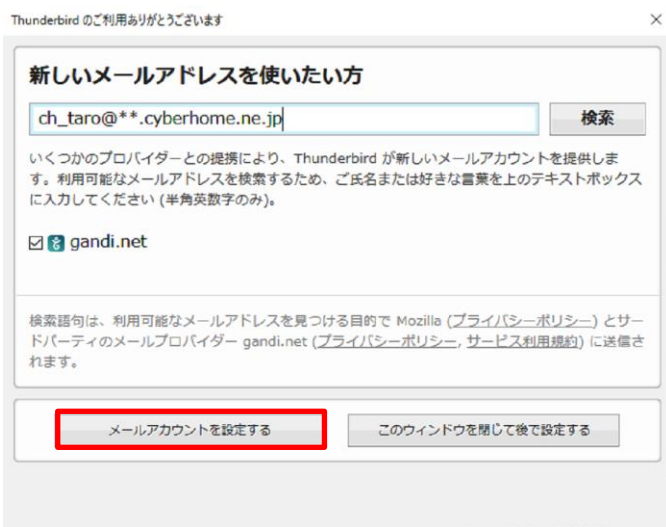 Thunderbird のご利用ありがとうございます
新しいメールアドレスを使いたい方
ch_taro@**.cyberhome.ne.jp
検索
いくつかのプロバイダーとの提携により、Thunderbird が新しいメールアカウントを提供しま
す。利用可能なメールアドレスを検索するため、ご氏名または好きな言葉を上のテキストボックス
に入力してください (半角英数字のみ)。
gandi.net
検索語句は、利用可能なメールアドレスを見つける目的で Mozilla (プライバシーポリシー) とサー
ドパーティのメールプロバイダー gandi.net (プライバシーポリシー, サービス利用規約) に送信さ
れます。
メールアカウントを設定する
このウィンドウを閉じて後で設定する